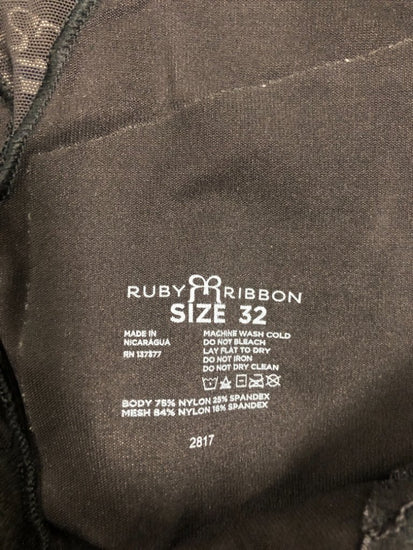 RUBY RIBBON
SIZE 32
MADE IN
NICARAGUA
RN 137377
MACHINE WASH COLD
DO NOT BLEACH
LAY FLAT TO DRY
DO NOT IRON
DO NOT DRY CLEAN
BODY 75% NYLON 25% SPANDEX
MESH 84% NYLON 16% SPANDEX
2817